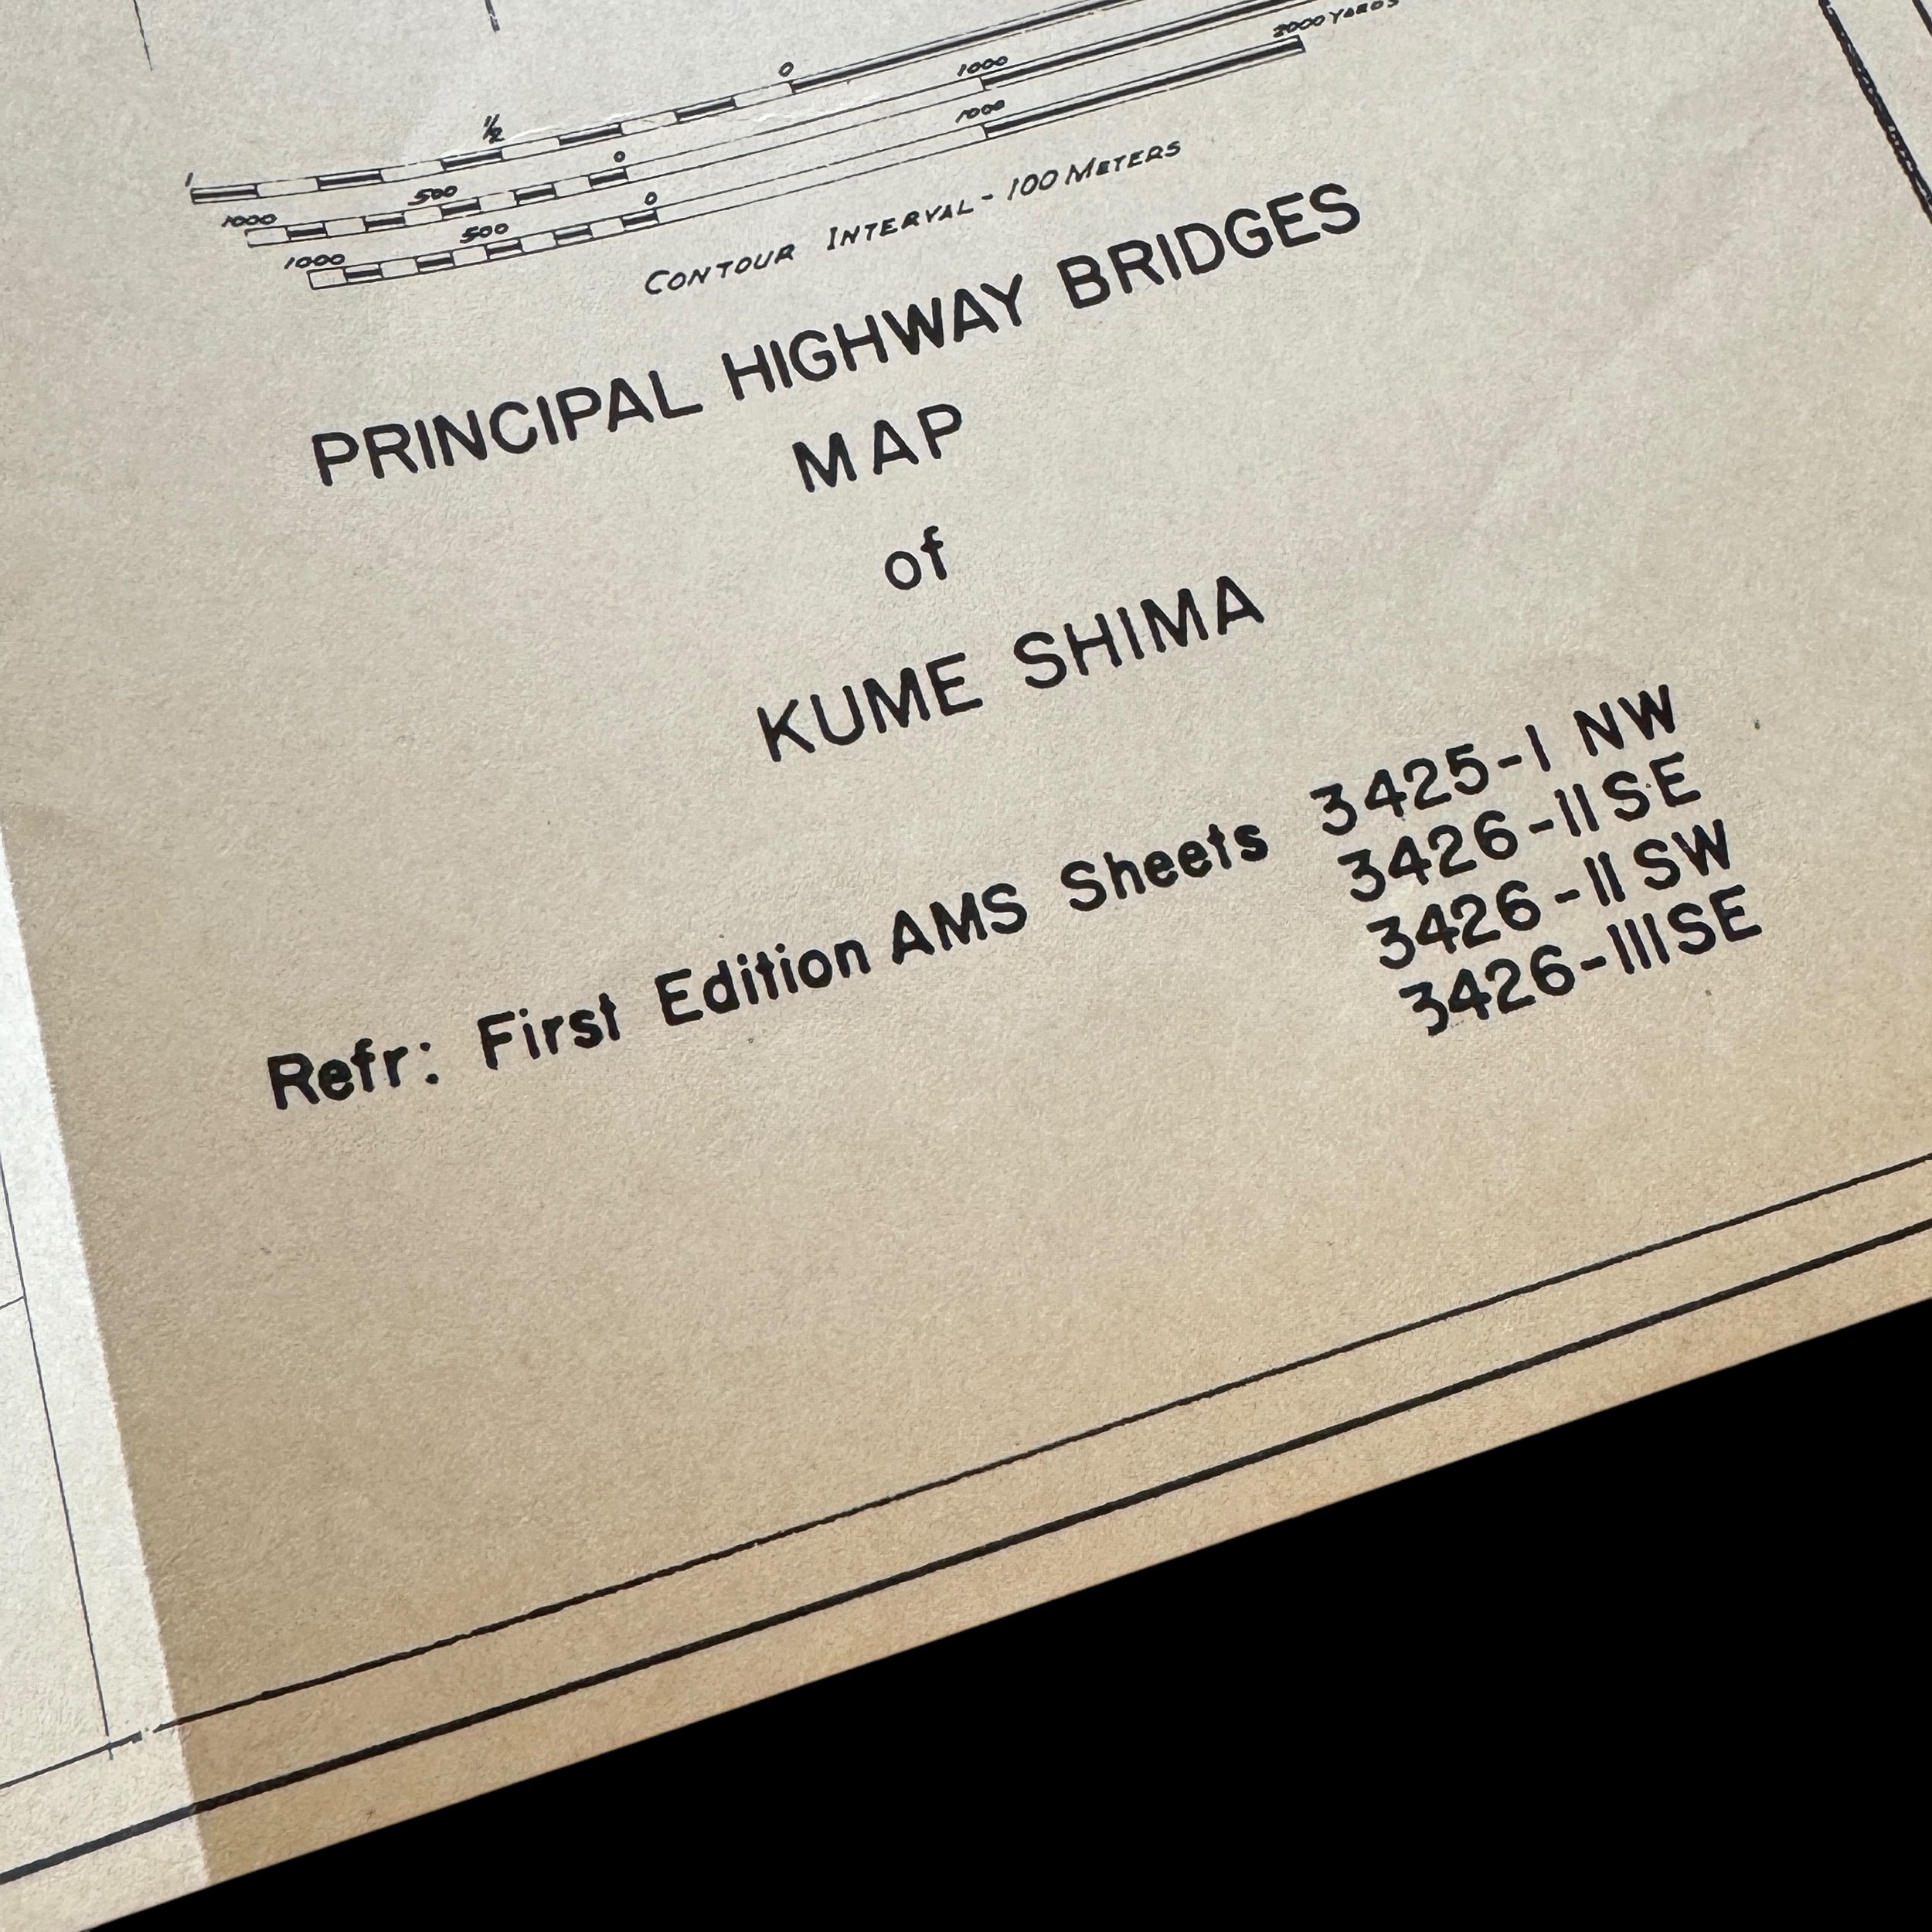 0
1/2
1
1000
0
500
1000
2000 YARDS
1000
0
500
1000
CONTOUR INTERVAL - 100 METERS
PRINCIPAL HIGHWAY BRIDGES
MAP
of
KUME SHIMA
Refr: First Edition AMS Sheets 3425-I NW
3426-II SE
3426-II SW
3426-III SE